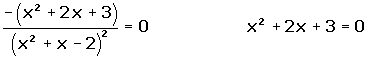 -(x² + 2x + 3) / (x² + x - 2)² = 0    x² + 2x + 3 = 0